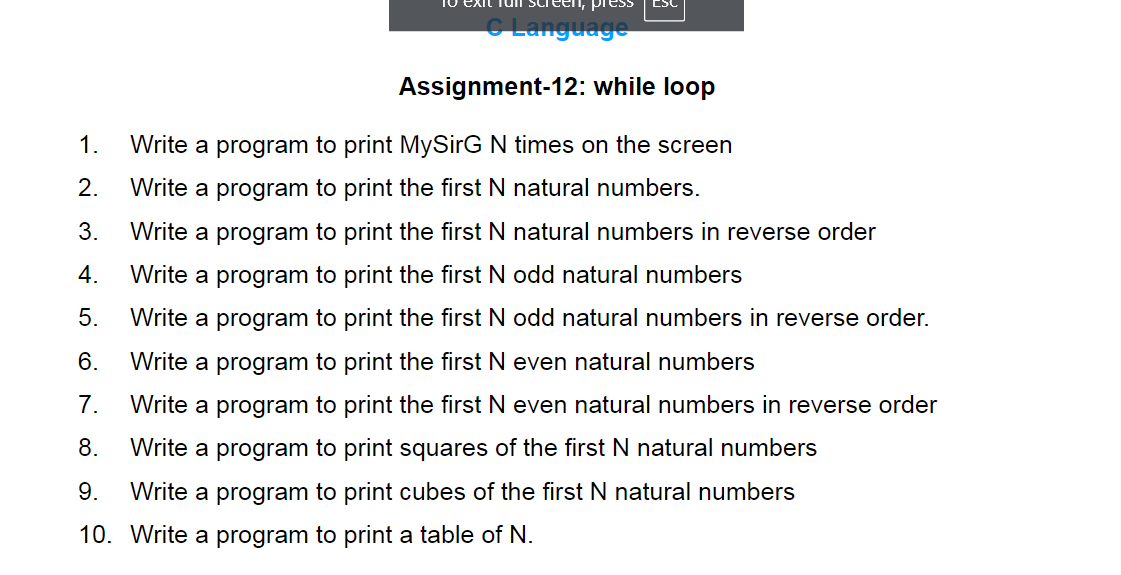 To exit full screen, press Esc
C Language
Assignment-12: while loop
1. Write a program to print MySirG N times on the screen
2. Write a program to print the first N natural numbers.
3. Write a program to print the first N natural numbers in reverse order
4. Write a program to print the first N odd natural numbers
5. Write a program to print the first N odd natural numbers in reverse order.
6. Write a program to print the first N even natural numbers
7. Write a program to print the first N even natural numbers in reverse order
8. Write a program to print squares of the first N natural numbers
9. Write a program to print cubes of the first N natural numbers
10. Write a program to print a table of N.